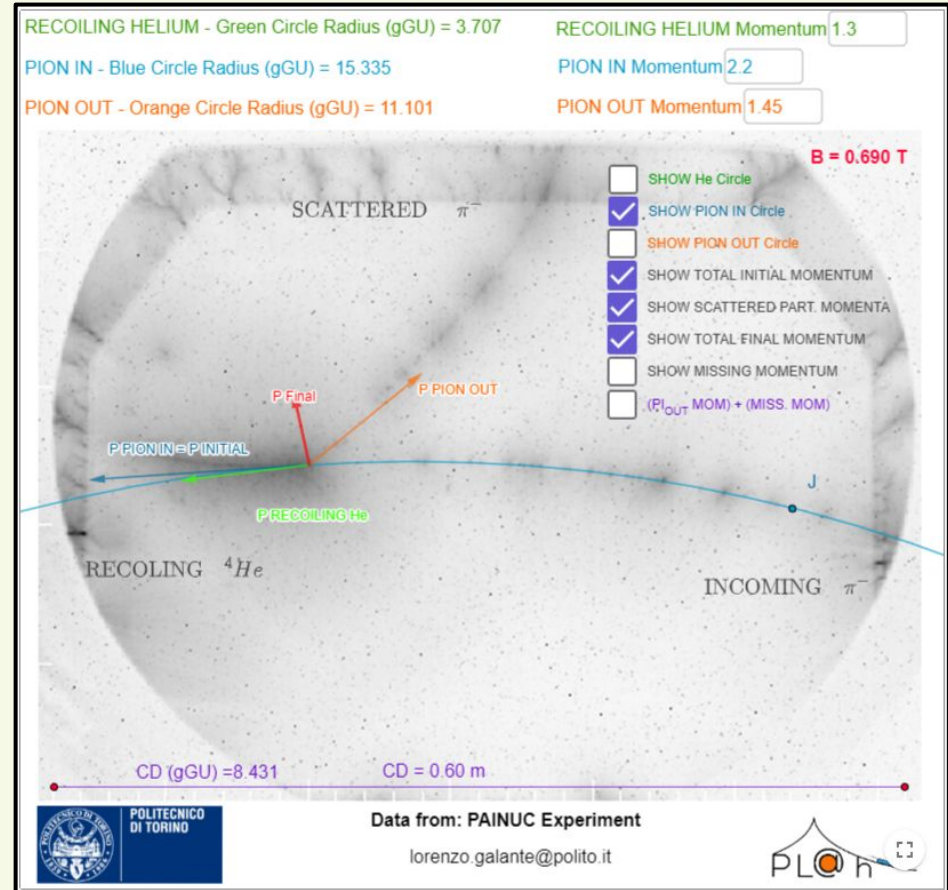 RECOILING HELIUM - Green Circle Radius (gGU) = 3.707
RECOILING HELIUM Momentum 1.3
PION IN - Blue Circle Radius (gGU) = 15.335
PION IN Momentum 2.2
PION OUT - Orange Circle Radius (gGU) = 11.101
PION OUT Momentum 1.45
B = 0.690 T
SHOW He Circle
SCATTERED π⁻
SHOW PION IN Circle
SHOW PION OUT Circle
SHOW TOTAL INITIAL MOMENTUM
SHOW SCATTERED PART. MOMENTA
SHOW TOTAL FINAL MOMENTUM
SHOW MISSING MOMENTUM
(PI_OUT MOM) + (MISS. MOM)
P PION OUT
P Final
P PION IN = P INITIAL
P RECOILING He
J
RECOLING ⁴He
INCOMING π⁻
CD (gGU) =8.431
CD = 0.60 m
POLITECNICO
DI TORINO
Data from: PAINUC Experiment
lorenzo.galante@polito.it
PL@h